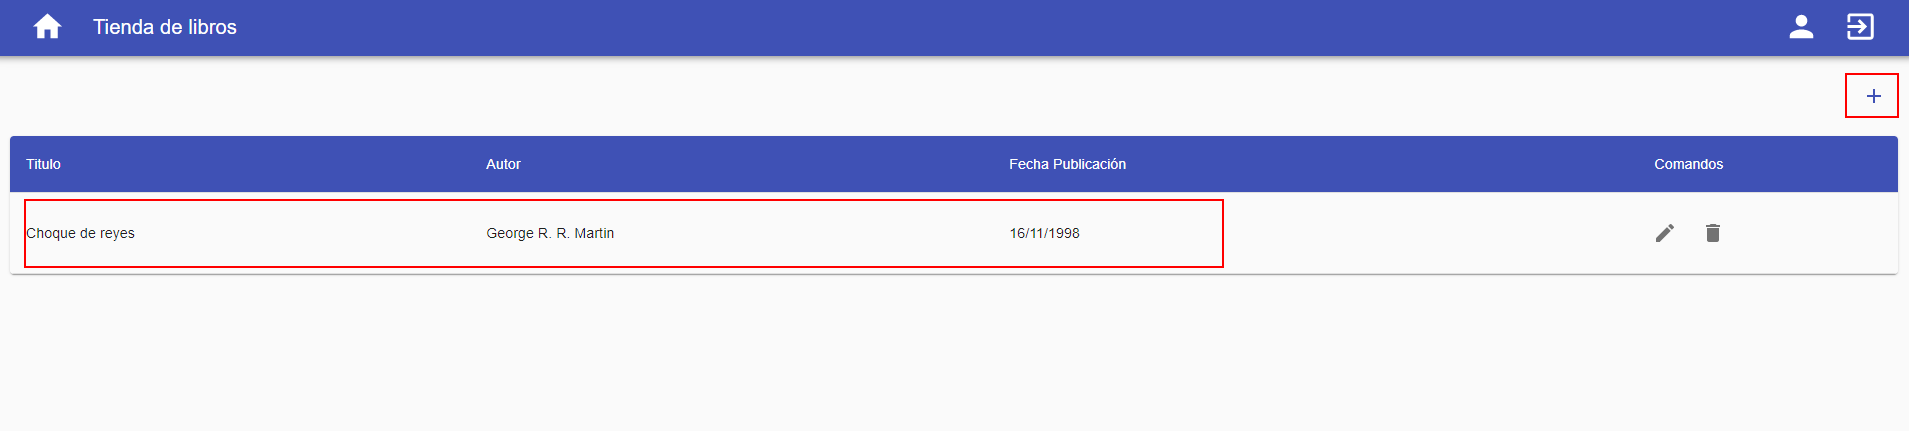 Tienda de libros
Titulo Autor Fecha Publicación Comandos
Choque de reyes George R. R. Martin 16/11/1998